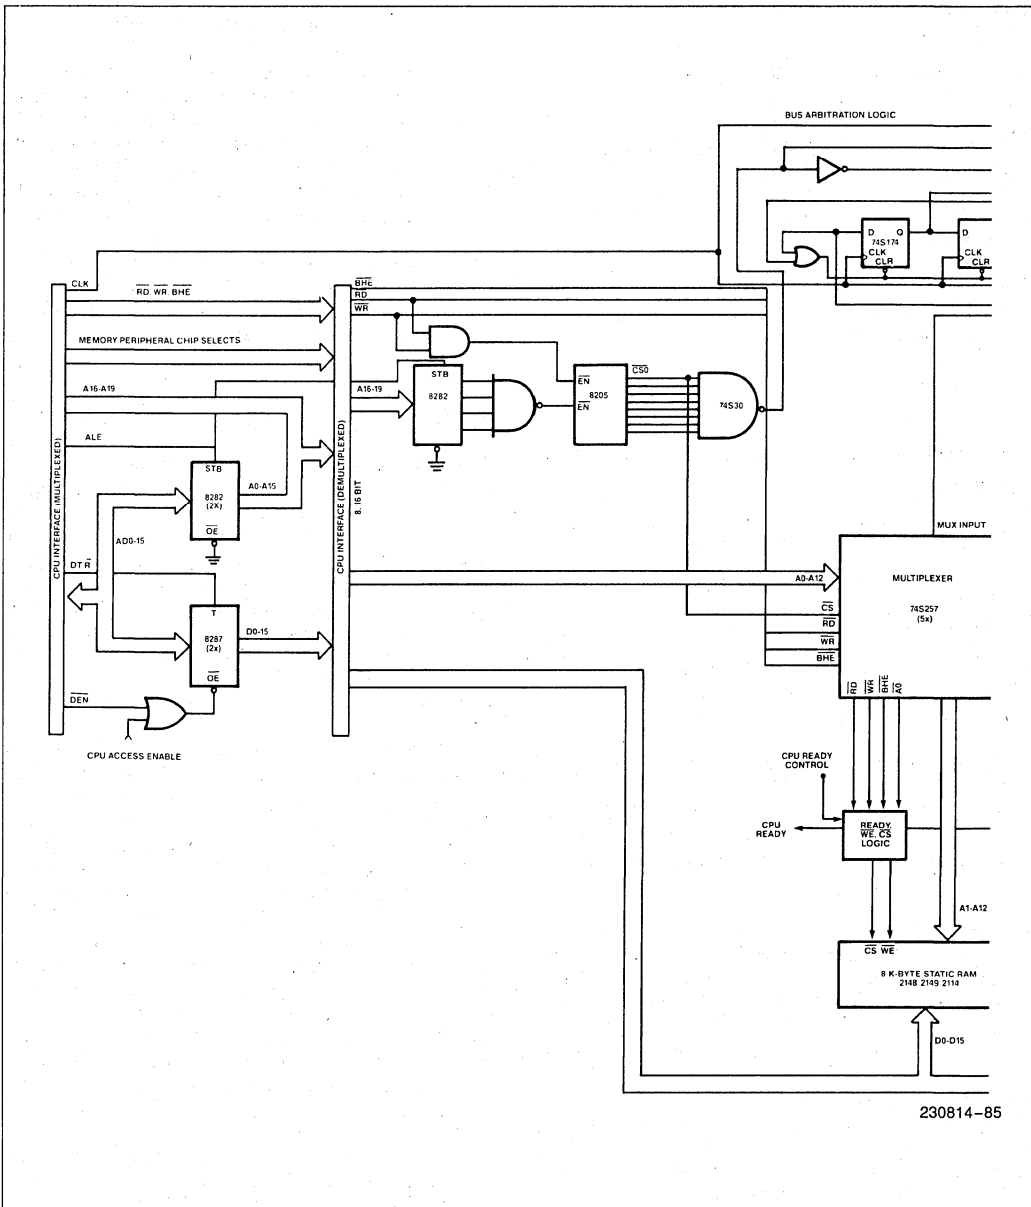 BUS ARBITRATION LOGIC
D Q
74S174
CLK
CLR
D
CLK
CLR
CLK
RD. WR. BHE
MEMORY PERIPHERAL CHIP SELECTS
A16-A19
ALE
STB
8282
(2X)
OE
A0-A15
AD0-15
DT R
T
8287
(2x)
OE
D0-15
DEN
CPU ACCESS ENABLE
CPU INTERFACE (MULTIPLEXED)
CPU INTERFACE (DEMULTIPLEXED)
8, 16 BIT
BHE
RD
WR
A16-19
STB
8282
EN
8205
EN
CS0
74S30
MUX INPUT
A0-A12
MULTIPLEXER
74S257
(5x)
CS
RD
WR
BHE
RD
WR
BHE
A0
CPU READY
CONTROL
CPU
READY
READY,
WE, CS
LOGIC
A1-A12
CS WE
8 K-BYTE STATIC RAM
2148 2149 2114
D0-D15
230814–85